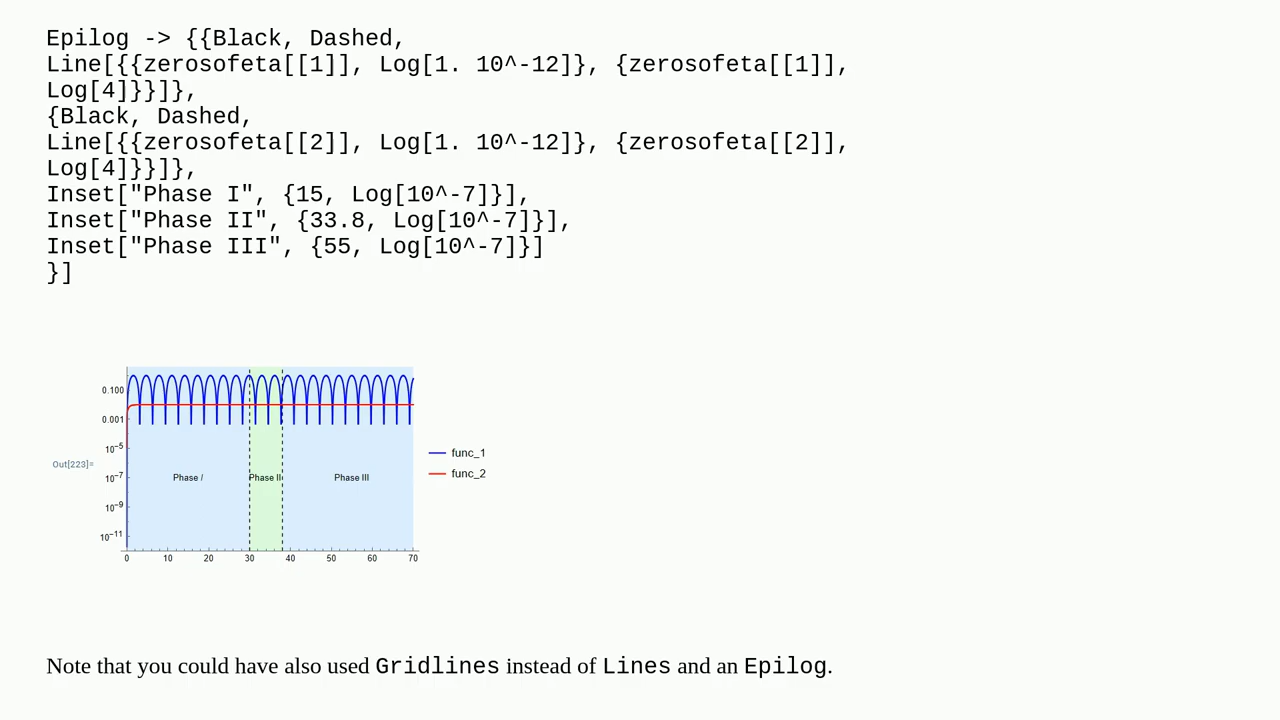 Epilog -> {{Black, Dashed,
Line[{{zerosofeta[[1]], Log[1. 10^-12]}, {zerosofeta[[1]],
Log[4]}}]},
{Black, Dashed,
Line[{{zerosofeta[[2]], Log[1. 10^-12]}, {zerosofeta[[2]],
Log[4]}}]},
Inset["Phase I", {15, Log[10^-7]}],
Inset["Phase II", {33.8, Log[10^-7]}],
Inset["Phase III", {55, Log[10^-7]}]
}]
0.100
0.001
10^-5
10^-7
10^-9
10^-11
Out[223]=
Phase I
Phase II
Phase III
func_1
func_2
0 10 20 30 40 50 60 70
Note that you could have also used Gridlines instead of Lines and an Epilog.